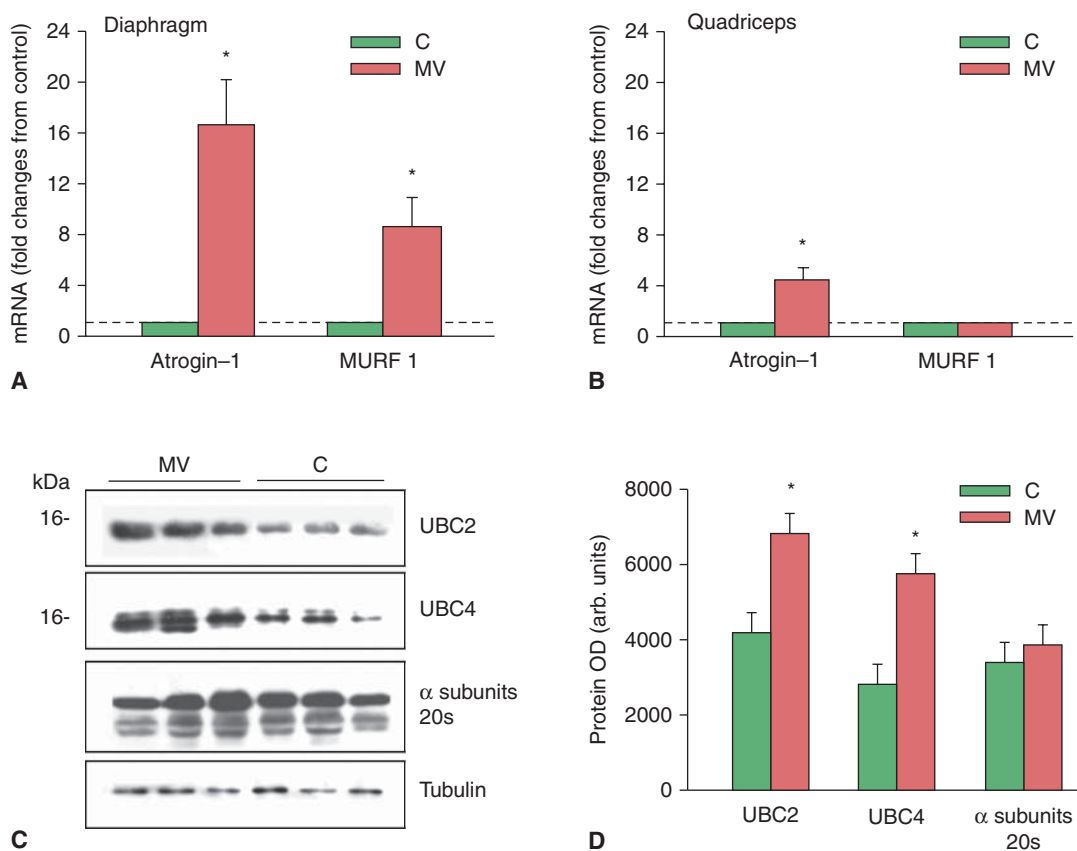 Diaphragm
C
MV
mRNA (fold changes from control)
24
20
16
12
8
4
0
*
*
Atrogin–1
MURF 1
A
Quadriceps
C
MV
mRNA (fold changes from control)
24
20
16
12
8
4
0
*
Atrogin–1
MURF 1
B
MV
C
kDa
16-
UBC2
16-
UBC4
α subunits
20s
Tubulin
C
C
MV
Protein OD (arb. units)
8000
6000
4000
2000
0
*
*
UBC2
UBC4
α subunits
20s
D